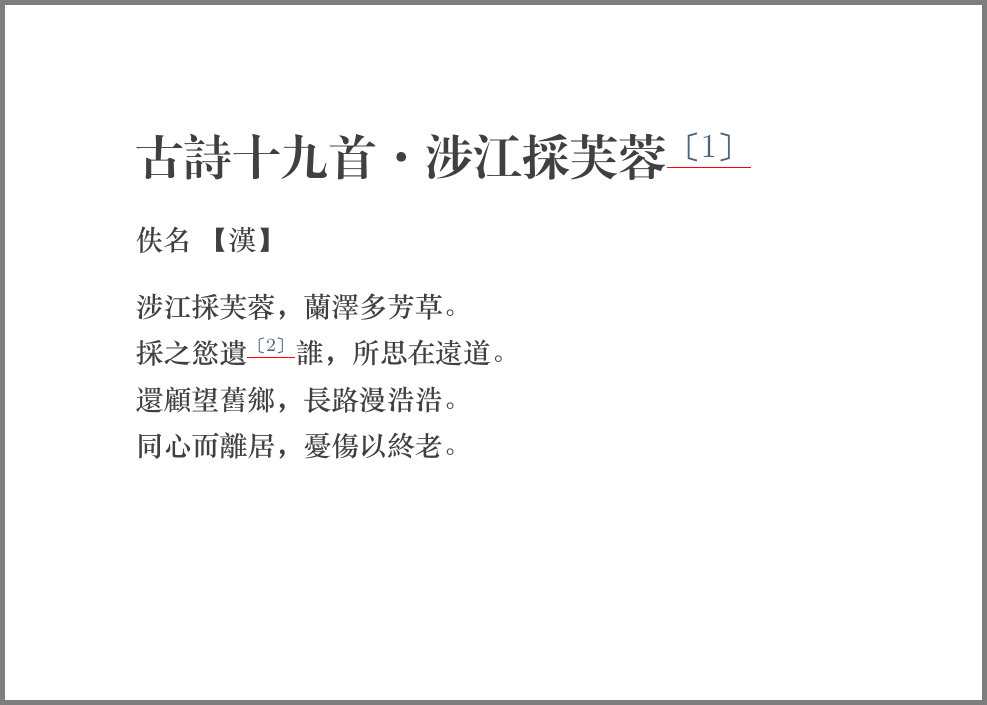 古詩十九首·涉江採芙蓉〔1〕
佚名 【漢】
涉江採芙蓉，蘭澤多芳草。
採之慾遺〔2〕誰，所思在遠道。
還顧望舊鄉，長路漫浩浩。
同心而離居，憂傷以終老。